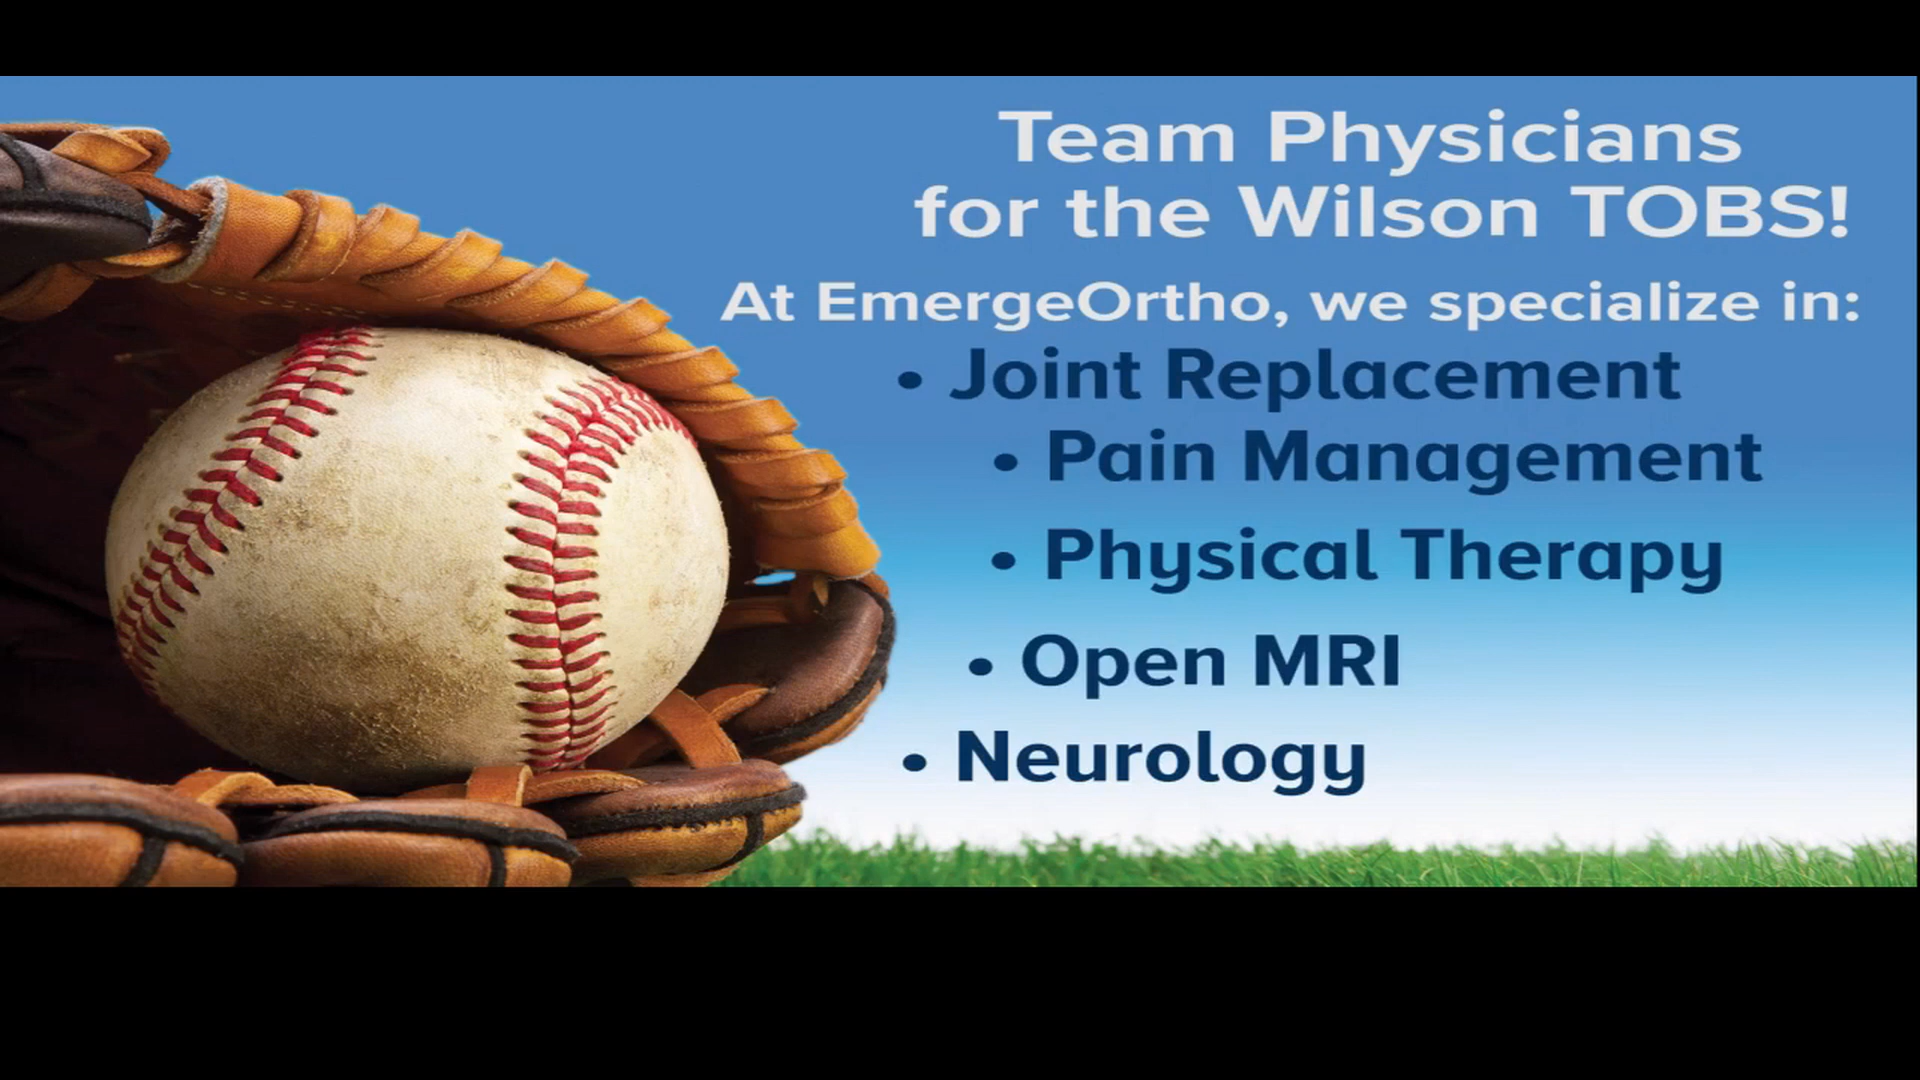 Team Physicians
for the Wilson TOBS!
At EmergeOrtho, we specialize in:
• Joint Replacement
• Pain Management
• Physical Therapy
• Open MRI
• Neurology